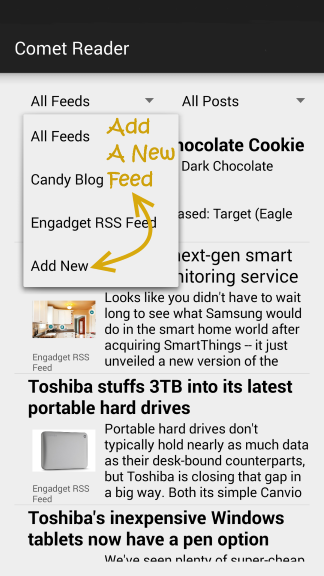 Comet Reader
All Feeds
All Posts
All Feeds
Candy Blog
Engadget RSS Feed
Add New
Add
A New
Feed
hocolate Cookie
Dark Chocolate
ased: Target (Eagle
next-gen smart
nitoring service
Looks like you didn't have to wait
long to see what Samsung would
do in the smart home world after
acquiring SmartThings – it just
unveiled a new version of the
Engadget RSS
Feed
Toshiba stuffs 3TB into its latest
portable hard drives
Portable hard drives don't
typically hold nearly as much data
as their desk-bound counterparts,
but Toshiba is closing that gap in
a big way. Both its simple Canvio
Engadget RSS
Feed
Toshiba's inexpensive Windows
tablets now have a pen option
We've seen plenty of super-cheap